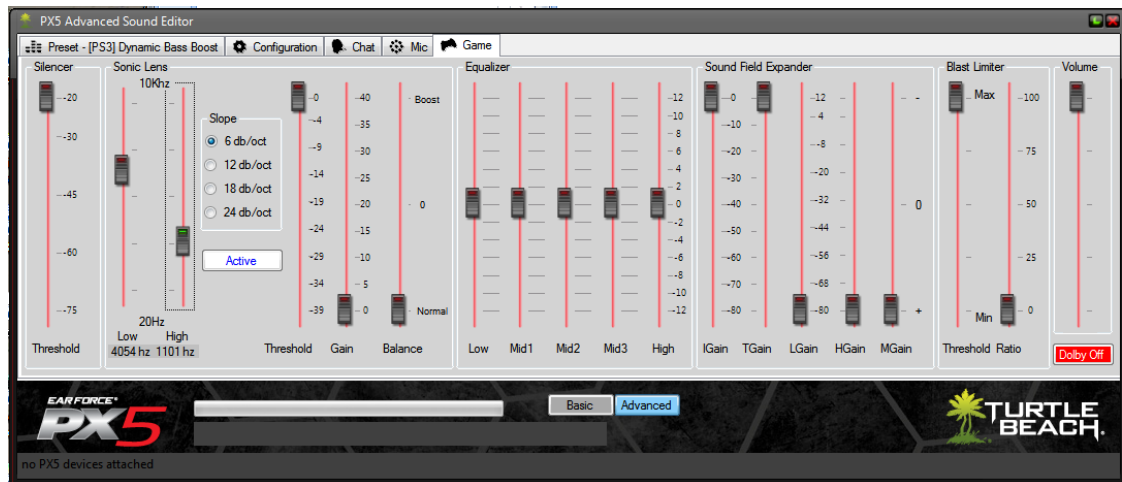 PX5 Advanced Sound Editor
Preset - [PS3] Dynamic Bass Boost Configuration Chat Mic Game
Silencer
-20
-30
-45
-60
-75
Threshold
Sonic Lens
10Khz
20Hz
Low High
4054 hz 1101 hz
Slope
6 db/oct
12 db/oct
18 db/oct
24 db/oct
Active
-0 -40 Boost
-4 -35
-9 -30
-14 -25
-19 -20 - 0
-24 -15
-29 -10
-34 - 5
-39 - 0 - Normal
Threshold Gain Balance
Equalizer
-12
-10
- 8
- 6
- 4
- 2
- 0
--2
--4
--6
--8
--10
--12
Low Mid1 Mid2 Mid3 High
Sound Field Expander
-0 -12 - -
--10 - 4 -
--20 --8 -
--30 --20 -
--40 --32 - - 0
--50 --44 -
--60 --56 -
--70 --68 -
--80 --80 - - +
IGain TGain LGain HGain MGain
Blast Limiter
Max -100
- 75
- 50
- 25
Min - 0
Threshold Ratio
Volume
Dolby Off
EAR FORCE®
PX5
Basic Advanced
TURTLE
BEACH.
no PX5 devices attached